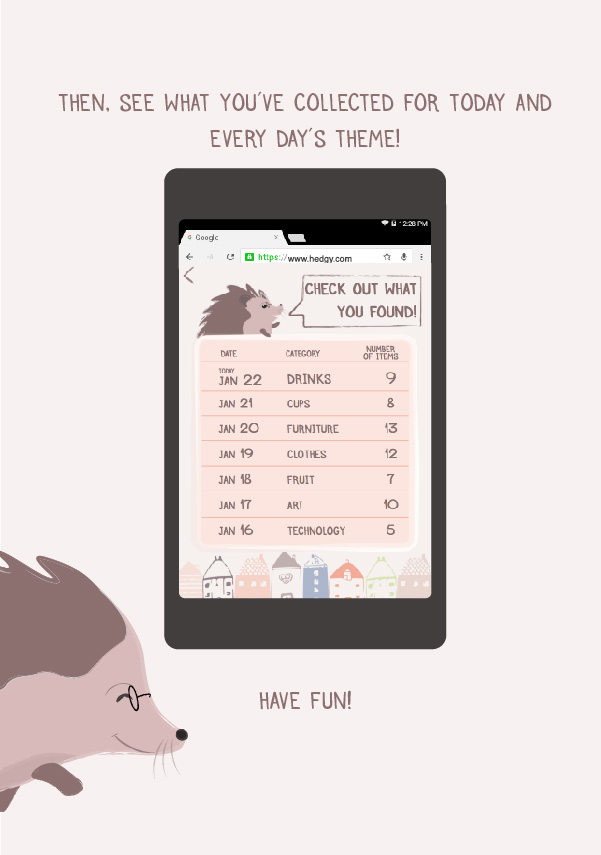 THEN, SEE WHAT YOU'VE COLLECTED FOR TODAY AND
EVERY DAY'S THEME!
2:26 PM
Google
https://www.hedgy.com
CHECK OUT WHAT
YOU FOUND!
DATE CATEGORY NUMBER OF ITEMS
TODAY
JAN 22 DRINKS 9
JAN 21 CUPS 8
JAN 20 FURNITURE 13
JAN 19 CLOTHES 12
JAN 18 FRUIT 7
JAN 17 ART 10
JAN 16 TECHNOLOGY 5
HAVE FUN!